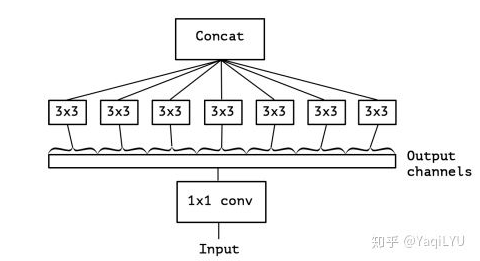 Concat
3x3 3x3 3x3 3x3 3x3 3x3 3x3
Output
channels
1x1 conv
Input
知乎 @YaqiLYU